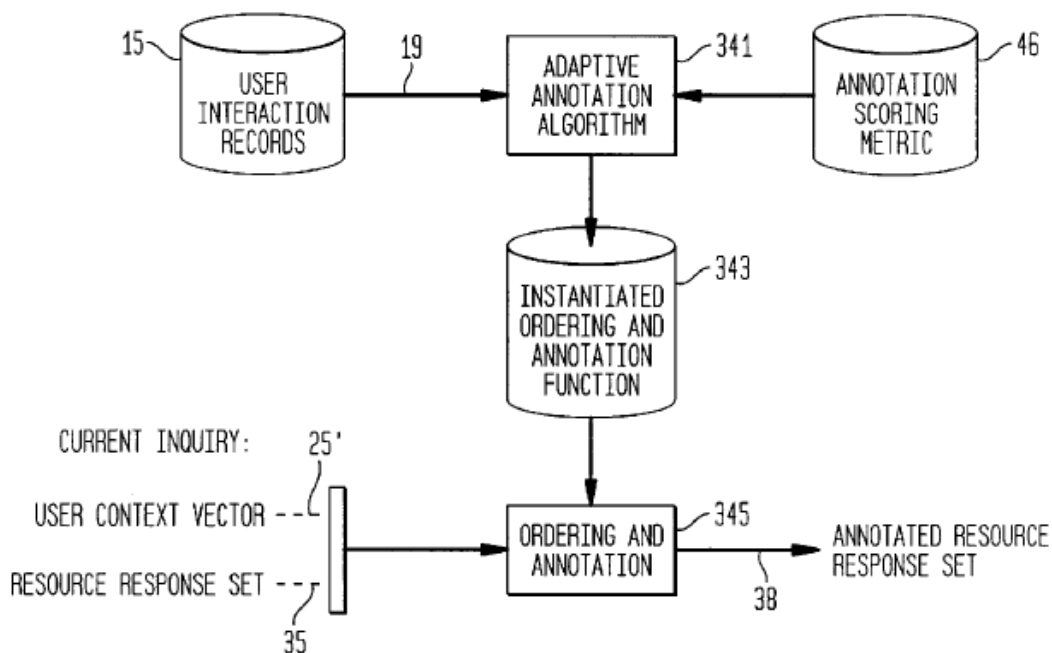 15
19
341
46
USER
INTERACTION
RECORDS
ADAPTIVE
ANNOTATION
ALGORITHM
ANNOTATION
SCORING
METRIC
343
INSTANTIATED
ORDERING AND
ANNOTATION
FUNCTION
CURRENT INQUIRY:
25'
USER CONTEXT VECTOR
RESOURCE RESPONSE SET
35
345
ORDERING AND
ANNOTATION
38
ANNOTATED RESOURCE
RESPONSE SET